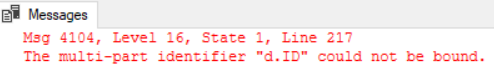 Messages
Msg 4104, Level 16, State 1, Line 217
The multi-part identifier "d.ID" could not be bound.